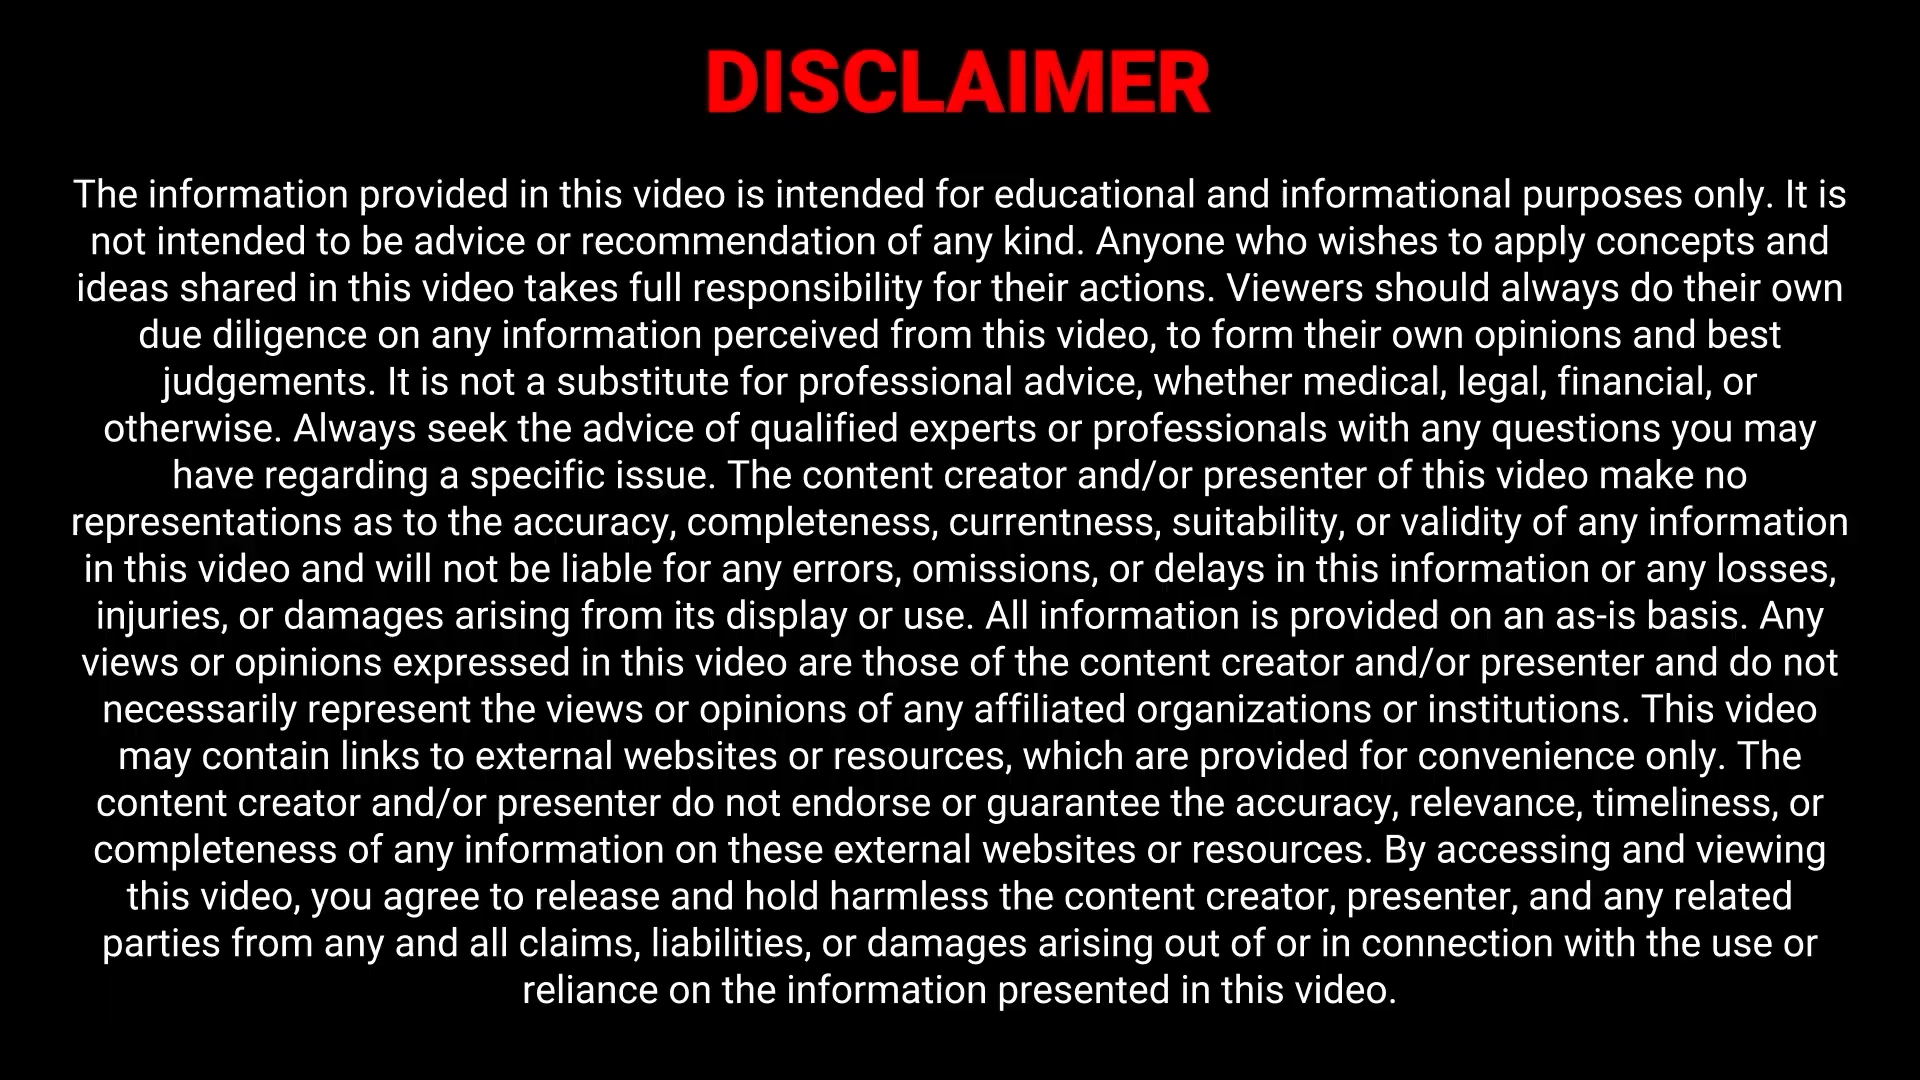 DISCLAIMER
The information provided in this video is intended for educational and informational purposes only. It is
not intended to be advice or recommendation of any kind. Anyone who wishes to apply concepts and
ideas shared in this video takes full responsibility for their actions. Viewers should always do their own
due diligence on any information perceived from this video, to form their own opinions and best
judgements. It is not a substitute for professional advice, whether medical, legal, financial, or
otherwise. Always seek the advice of qualified experts or professionals with any questions you may
have regarding a specific issue. The content creator and/or presenter of this video make no
representations as to the accuracy, completeness, currentness, suitability, or validity of any information
in this video and will not be liable for any errors, omissions, or delays in this information or any losses,
injuries, or damages arising from its display or use. All information is provided on an as-is basis. Any
views or opinions expressed in this video are those of the content creator and/or presenter and do not
necessarily represent the views or opinions of any affiliated organizations or institutions. This video
may contain links to external websites or resources, which are provided for convenience only. The
content creator and/or presenter do not endorse or guarantee the accuracy, relevance, timeliness, or
completeness of any information on these external websites or resources. By accessing and viewing
this video, you agree to release and hold harmless the content creator, presenter, and any related
parties from any and all claims, liabilities, or damages arising out of or in connection with the use or
reliance on the information presented in this video.